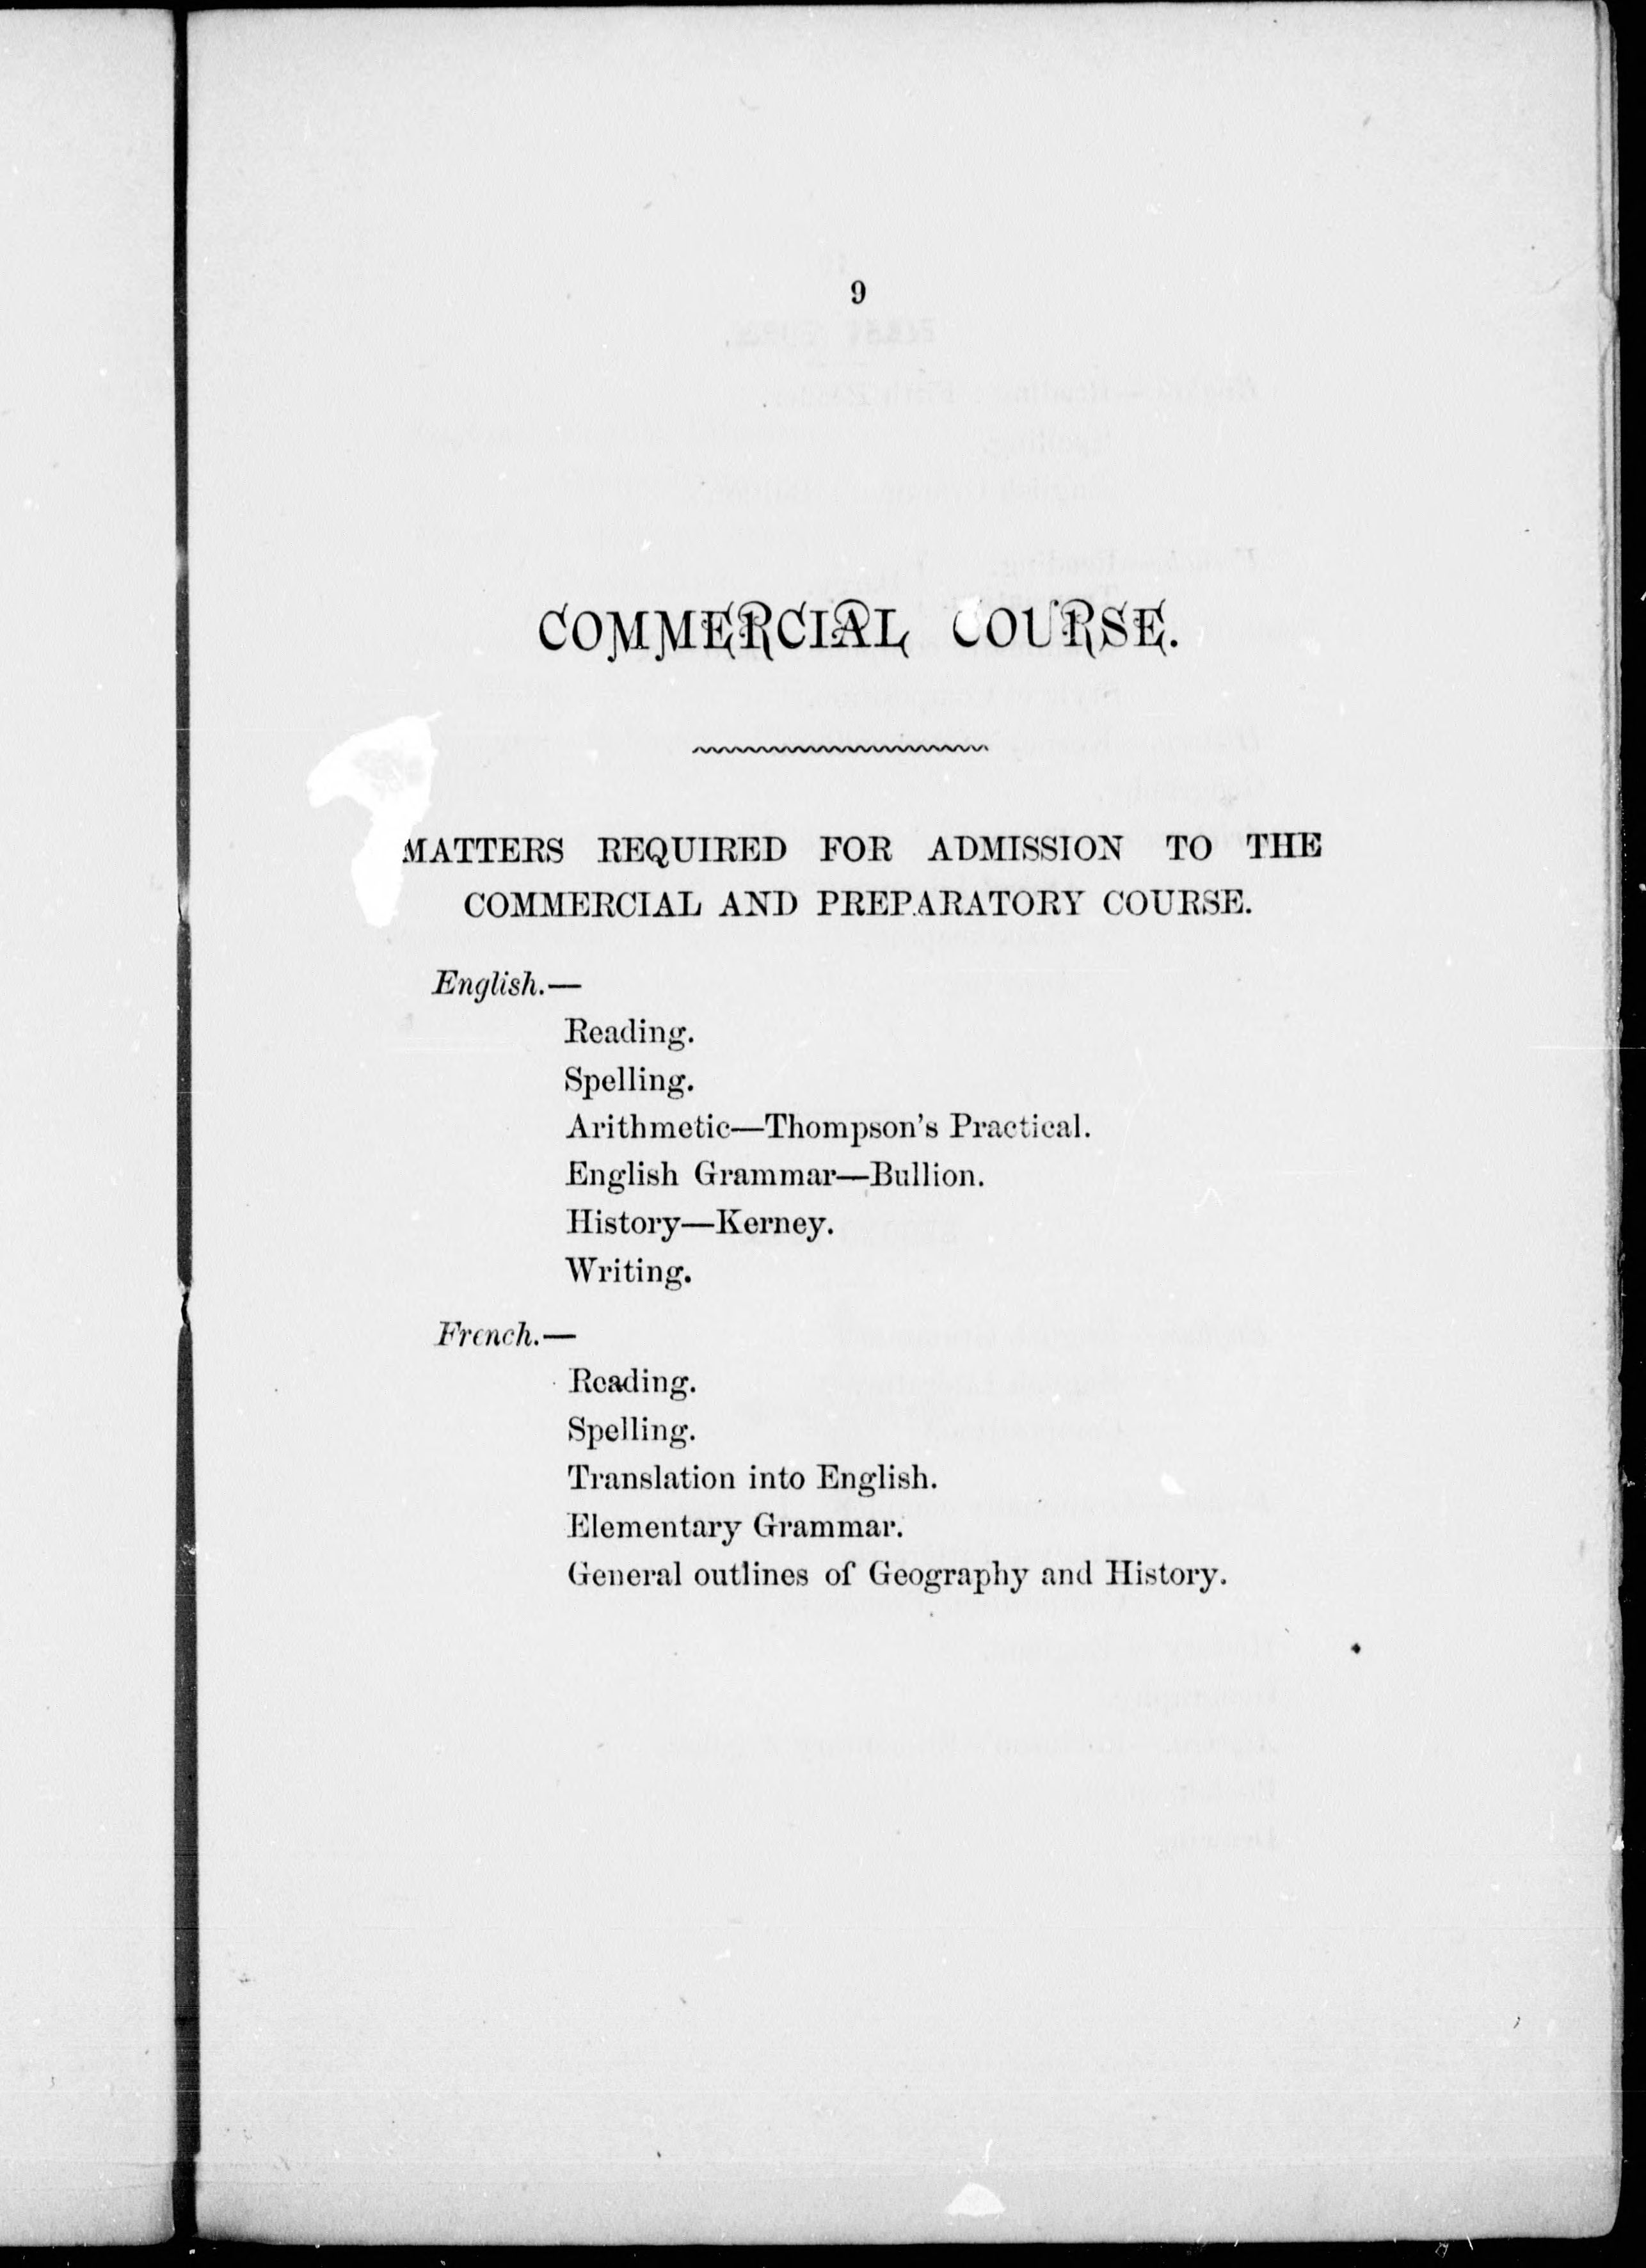 9
COMMERCIAL COURSE.
MATTERS REQUIRED FOR ADMISSION TO THE
COMMERCIAL AND PREPARATORY COURSE.
English.—
Reading.
Spelling.
Arithmetic—Thompson's Practical.
English Grammar—Bullion.
History—Kerney.
Writing.
French.—
Reading.
Spelling.
Translation into English.
Elementary Grammar.
General outlines of Geography and History.